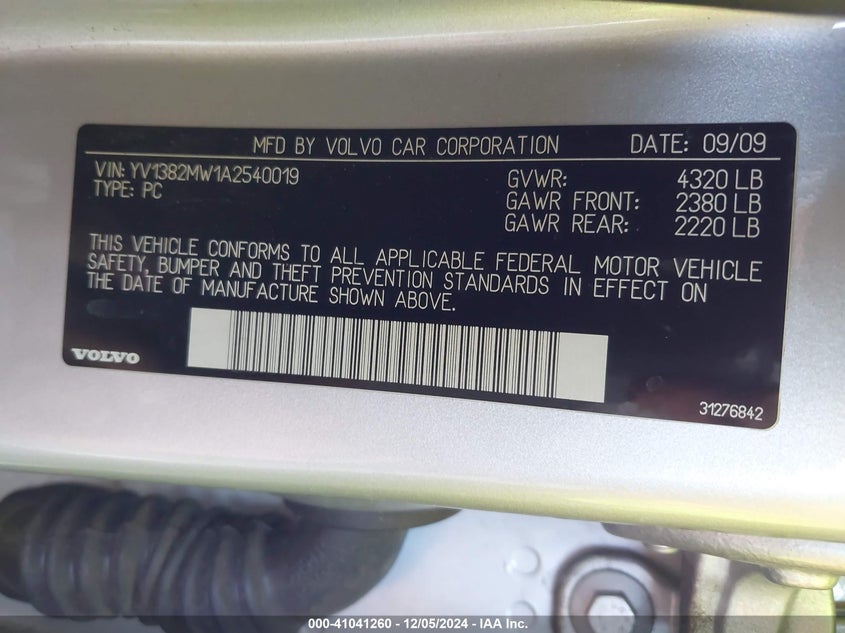 MFD BY VOLVO CAR CORPORATION DATE: 09/09
VIN: YV1382MW1A2540019 GVWR: 4320 LB
TYPE: PC GAWR FRONT: 2380 LB
GAWR REAR: 2220 LB
THIS VEHICLE CONFORMS TO ALL APPLICABLE FEDERAL MOTOR VEHICLE
SAFETY, BUMPER AND THEFT PREVENTION STANDARDS IN EFFECT ON
THE DATE OF MANUFACTURE SHOWN ABOVE.
VOLVO
31276842
000-41041260 - 12/05/2024 - IAA Inc.